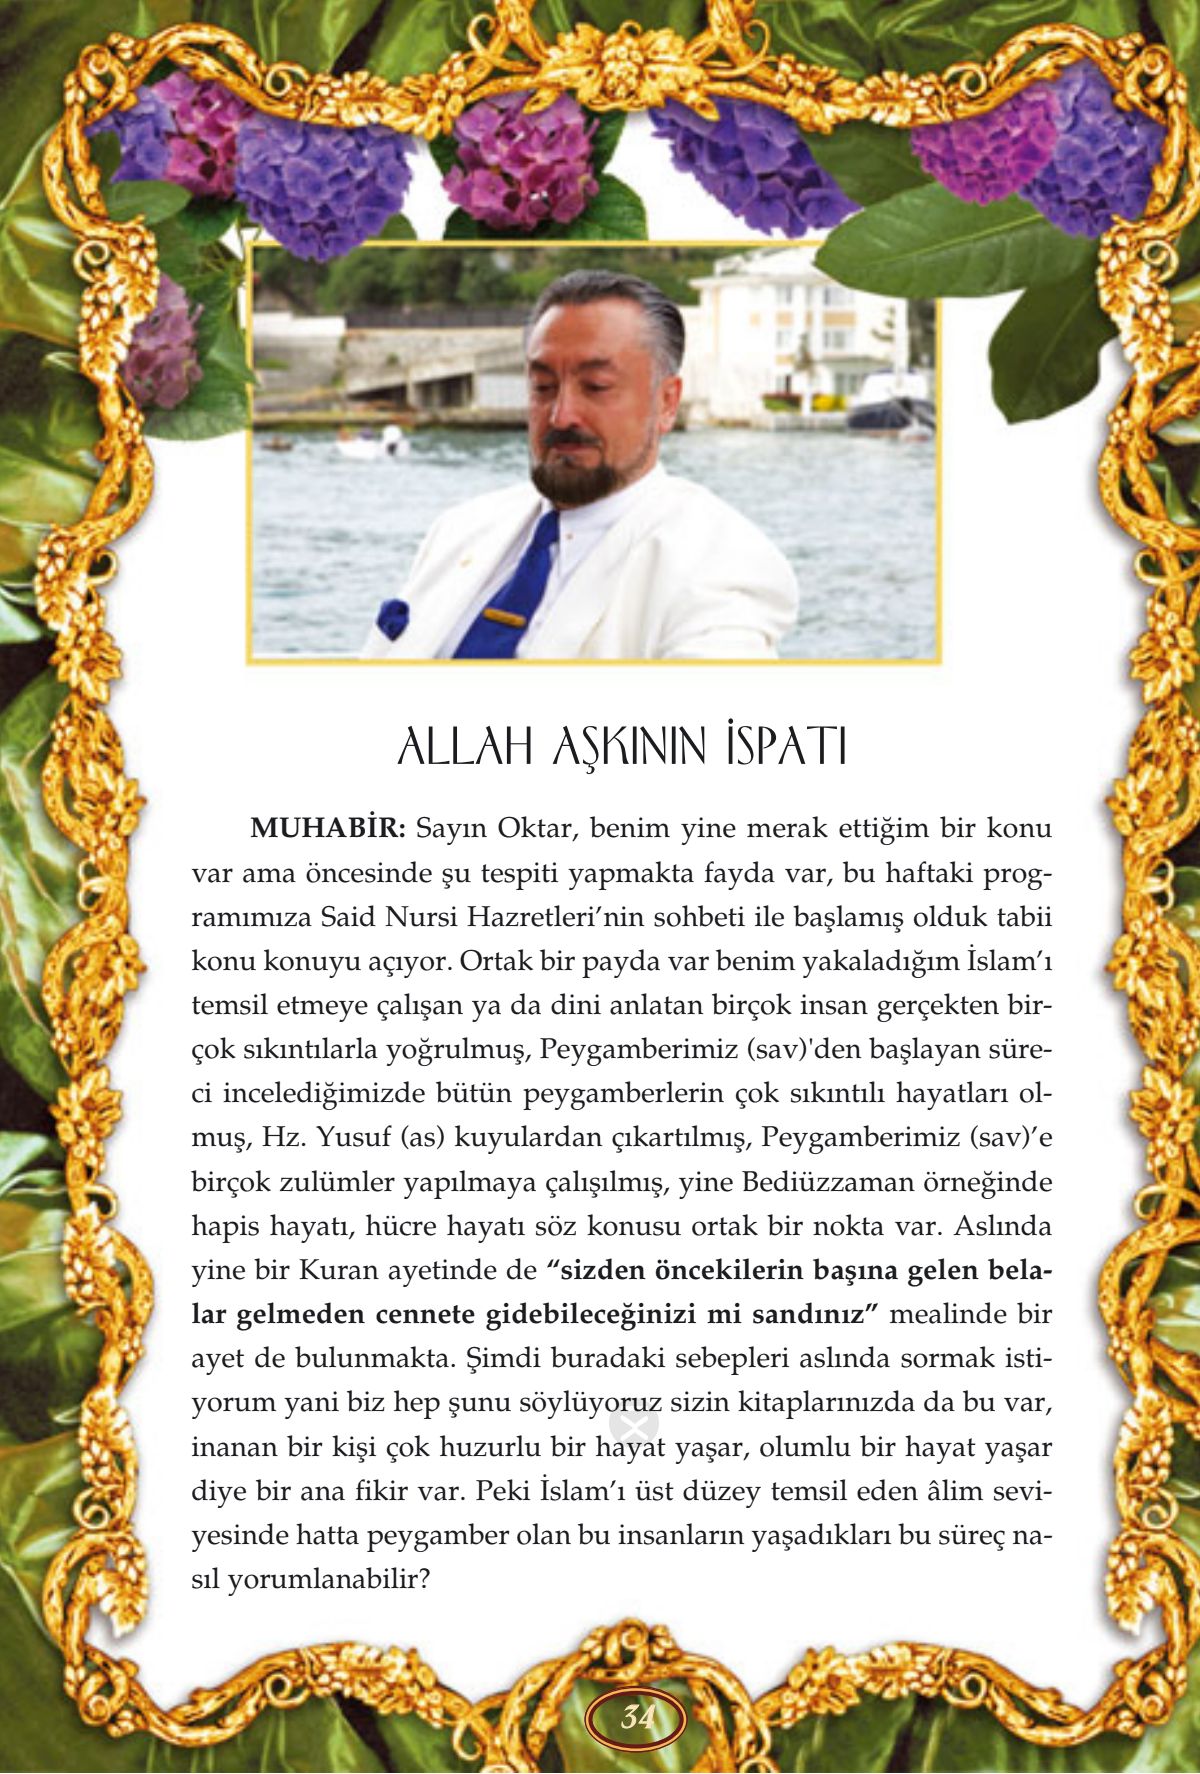 ALLAH AŞKININ İSPATI
MUHABİR: Sayın Oktar, benim yine merak ettiğim bir konu
var ama öncesinde şu tespiti yapmakta fayda var, bu haftaki prog-
ramımıza Said Nursi Hazretleri’nin sohbeti ile başlamış olduk tabii
konu konuyu açıyor. Ortak bir payda var benim yakaladığım İslam’ı
temsil etmeye çalışan ya da dini anlatan birçok insan gerçekten bir-
çok sıkıntılarla yoğrulmuş, Peygamberimiz (sav)'den başlayan süre-
ci incelediğimizde bütün peygamberlerin çok sıkıntılı hayatları ol-
muş, Hz. Yusuf (as) kuyulardan çıkartılmış, Peygamberimiz (sav)’e
birçok zulümler yapılmaya çalışılmış, yine Bediüzzaman örneğinde
hapis hayatı, hücre hayatı söz konusu ortak bir nokta var. Aslında
yine bir Kuran ayetinde de “sizden öncekilerin başına gelen bela-
lar gelmeden cennete gidebileceğinizi mi sandınız” mealinde bir
ayet de bulunmakta. Şimdi buradaki sebepleri aslında sormak isti-
yorum yani biz hep şunu söylüyoruz sizin kitaplarınızda da bu var,
inanan bir kişi çok huzurlu bir hayat yaşar, olumlu bir hayat yaşar
diye bir ana fikir var. Peki İslam’ı üst düzey temsil eden âlim sevi-
yesinde hatta peygamber olan bu insanların yaşadıkları bu süreç na-
sıl yorumlanabilir?
34